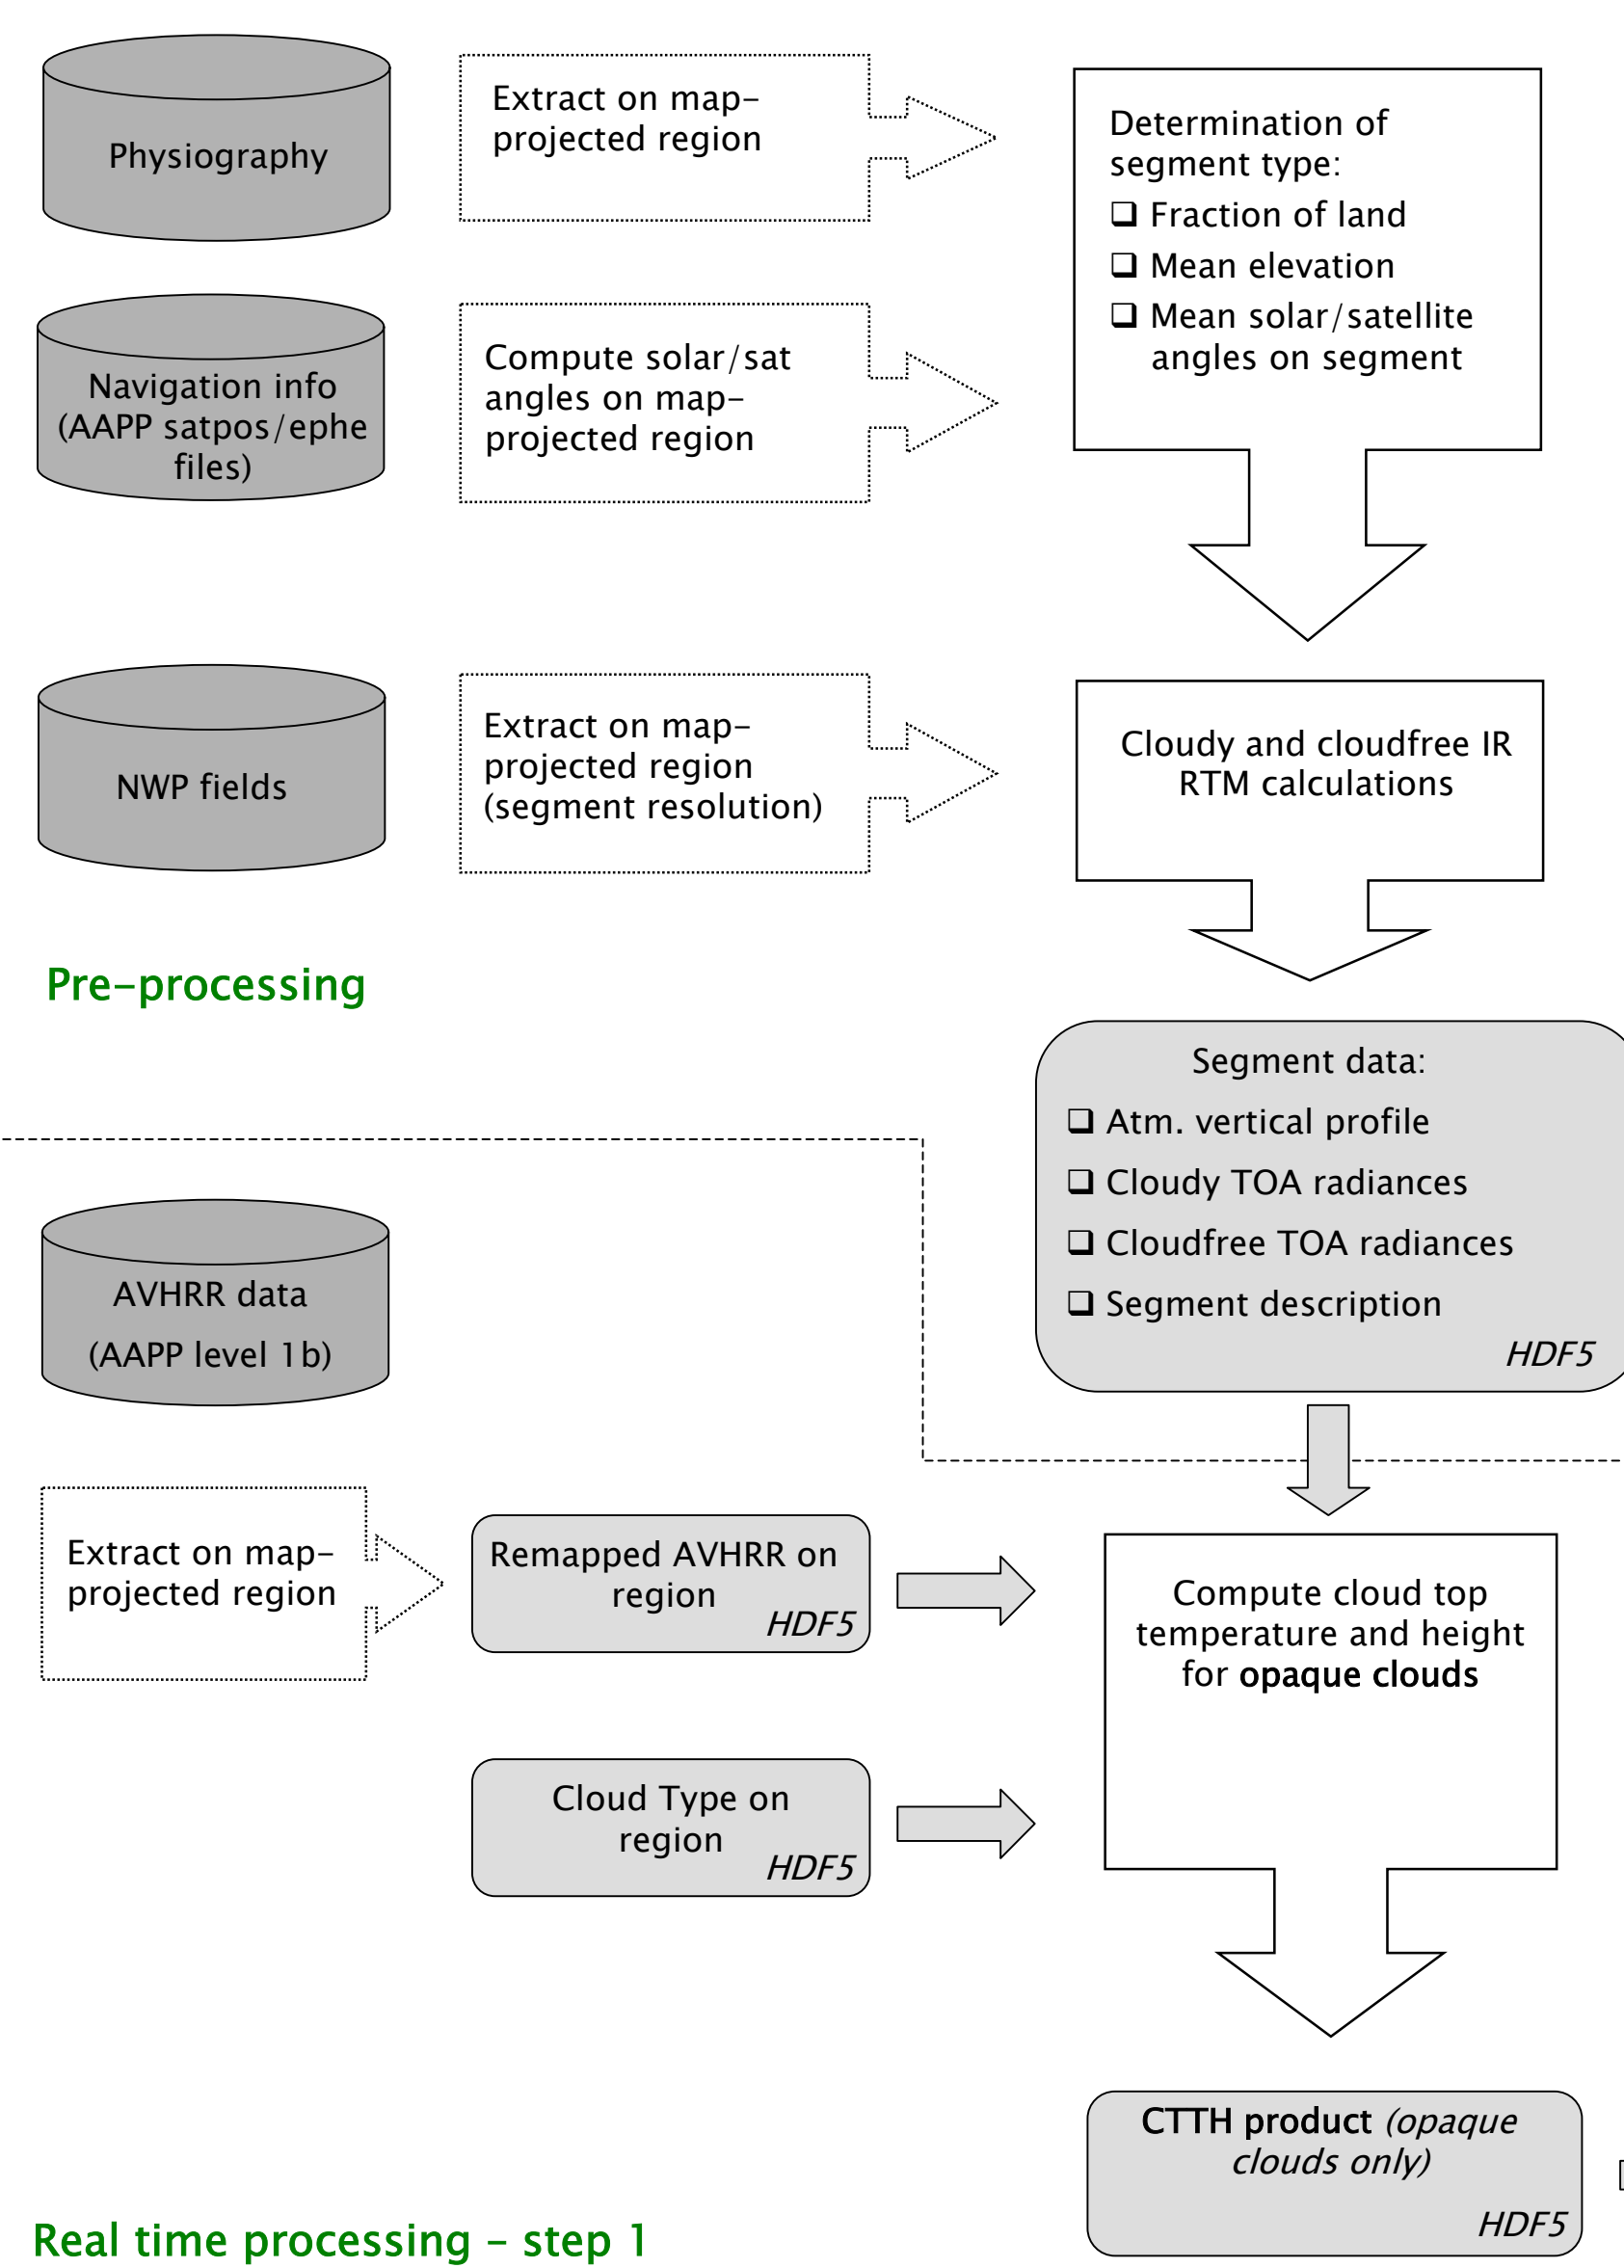 Physiography
Extract on map-
projected region
Determination of
segment type:
❑ Fraction of land
❑ Mean elevation
❑ Mean solar/satellite
angles on segment
Navigation info
(AAPP satpos/ephe
files)
Compute solar/sat
angles on map-
projected region
NWP fields
Extract on map-
projected region
(segment resolution)
Cloudy and cloudfree IR
RTM calculations
Pre-processing
Segment data:
❑ Atm. vertical profile
❑ Cloudy TOA radiances
❑ Cloudfree TOA radiances
❑ Segment description
HDF5
AVHRR data
(AAPP level 1b)
Extract on map-
projected region
Remapped AVHRR on
region
HDF5
Compute cloud top
temperature and height
for opaque clouds
Cloud Type on
region
HDF5
CTTH product (opaque
clouds only)
HDF5
Real time processing - step 1